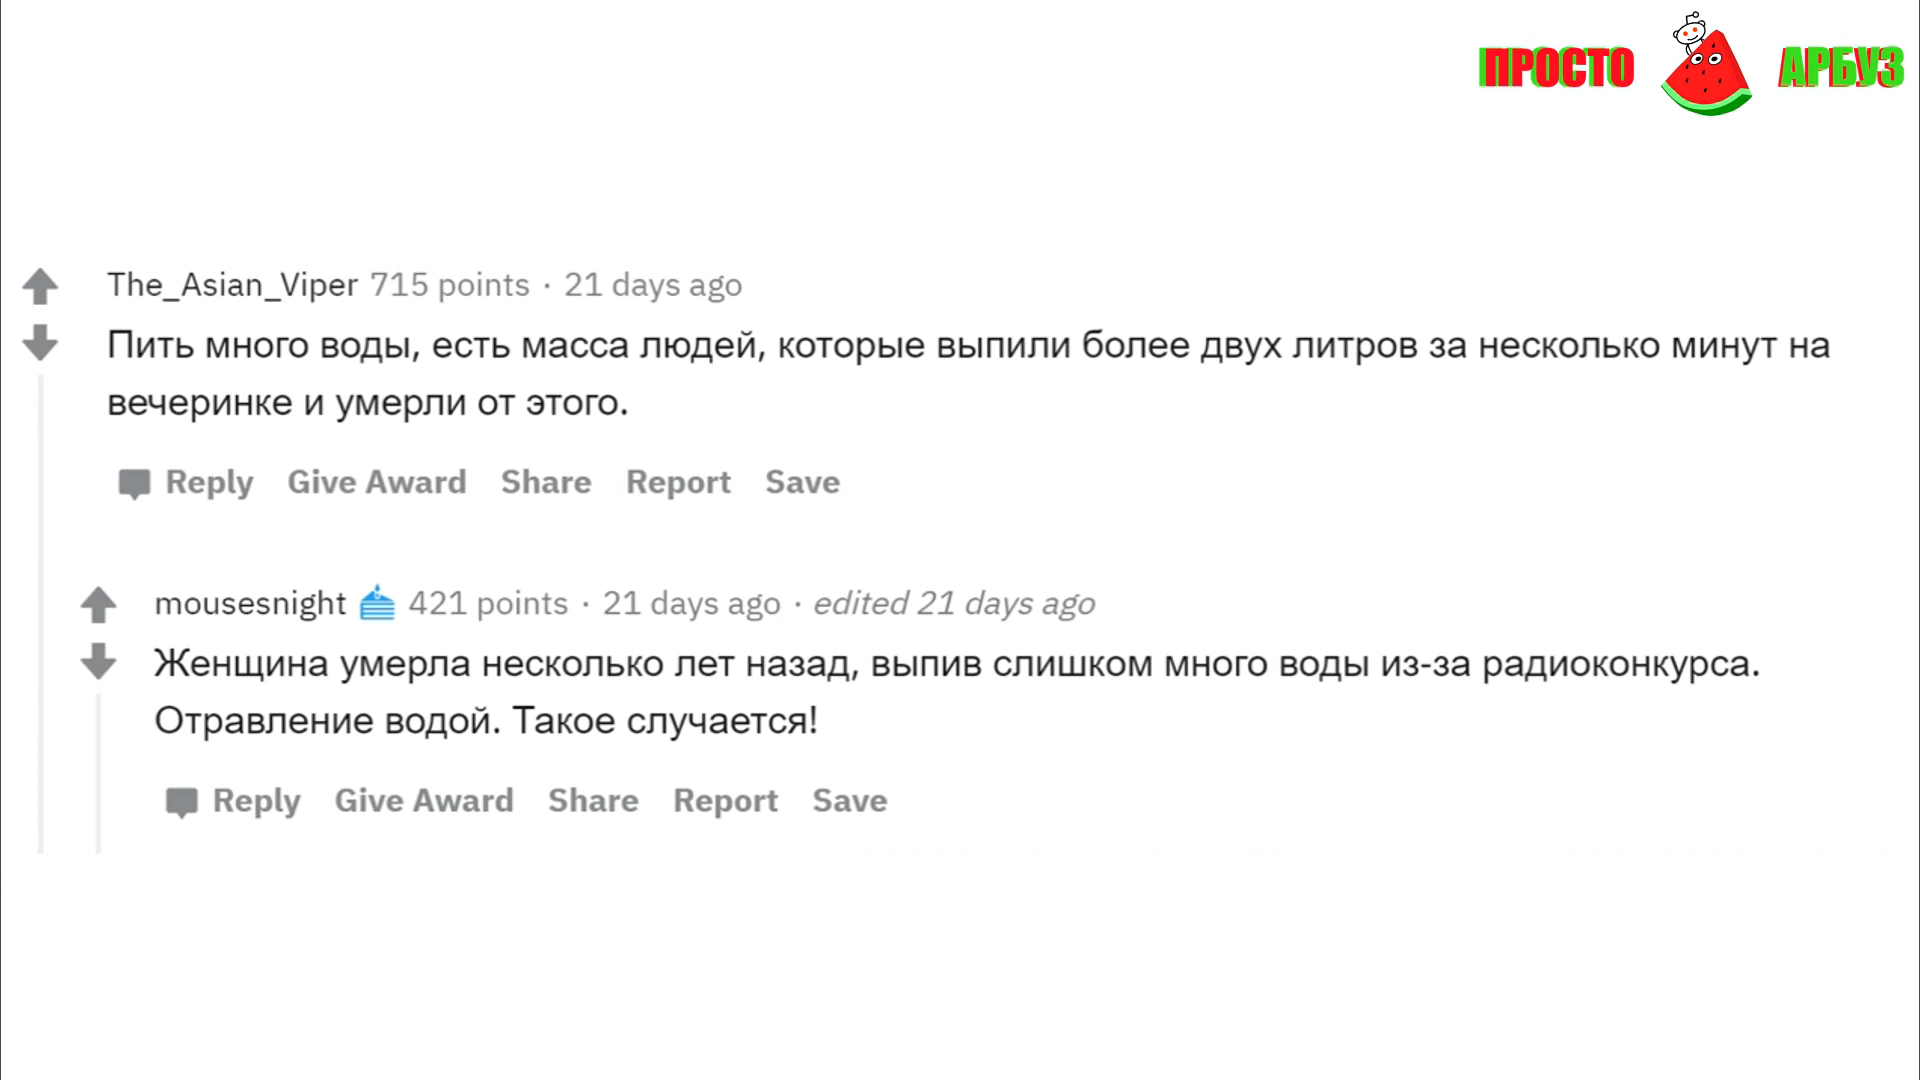 ПРОСТО АРБУЗ
The_Asian_Viper 715 points · 21 days ago
Пить много воды, есть масса людей, которые выпили более двух литров за несколько минут на
вечеринке и умерли от этого.
Reply Give Award Share Report Save
mousesnight 421 points · 21 days ago · edited 21 days ago
Женщина умерла несколько лет назад, выпив слишком много воды из-за радиоконкурса.
Отравление водой. Такое случается!
Reply Give Award Share Report Save